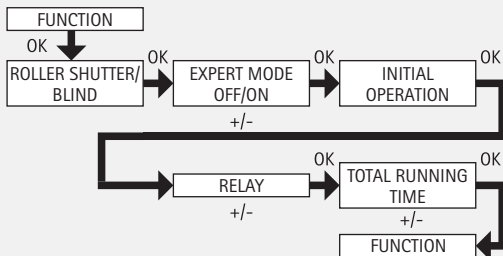 FUNCTION
OK
ROLLER SHUTTER/
BLIND
OK
EXPERT MODE
OFF/ON
+/-
OK
INITIAL
OPERATION
OK
RELAY
+/-
OK
TOTAL RUNNING
TIME
+/-
OK
FUNCTION